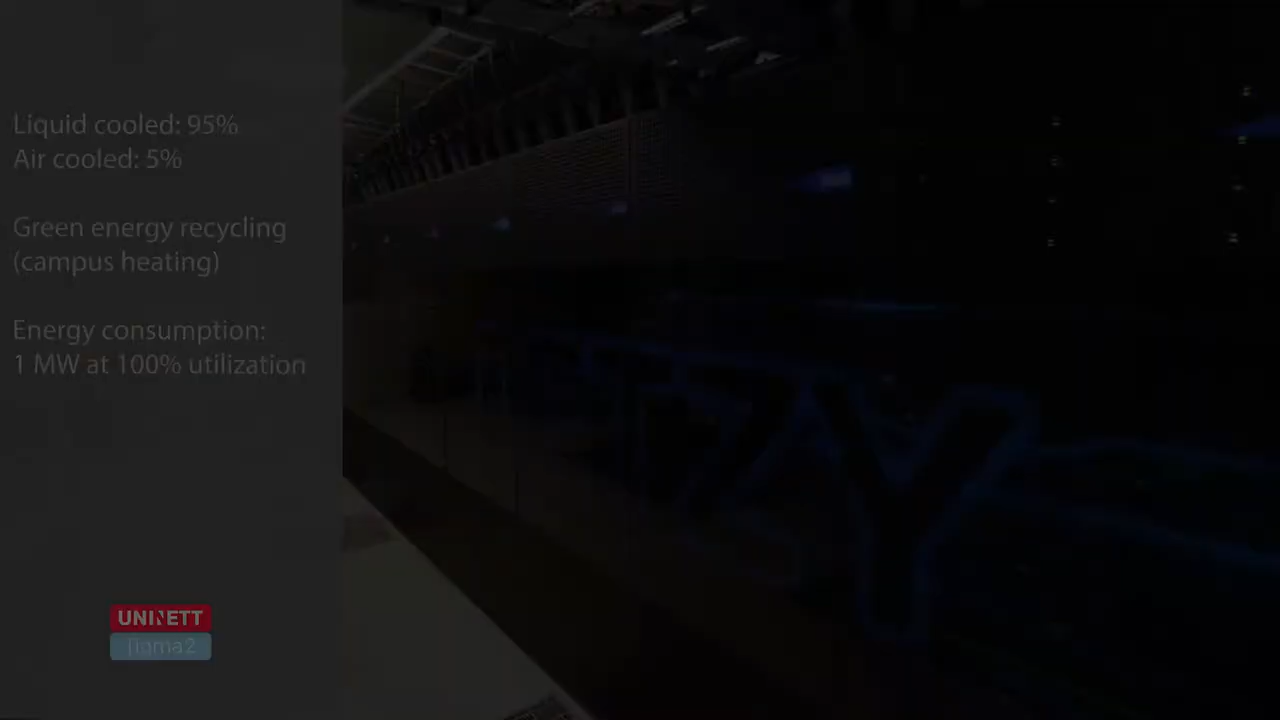 Liquid cooled: 95%
Air cooled: 5%
Green energy recycling
(campus heating)
Energy consumption:
1 MW at 100% utilization
UNINETT